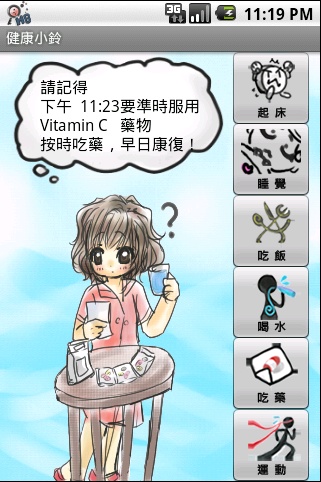 3G
11:19 PM
健康小鈴
請記得
下午 11:23要準時服用
Vitamin C 藥物
按時吃藥，早日康復！
?
起床
睡覺
吃飯
喝水
吃藥
運動